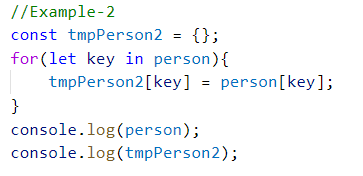 //Example-2
const tmpPerson2 = {};
for(let key in person){
    tmpPerson2[key] = person[key];
}
console.log(person);
console.log(tmpPerson2);